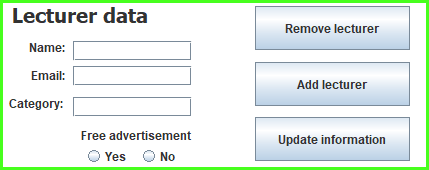 Lecturer data
Name:
Email:
Category:
Free advertisement
Yes No
Remove lecturer
Add lecturer
Update information